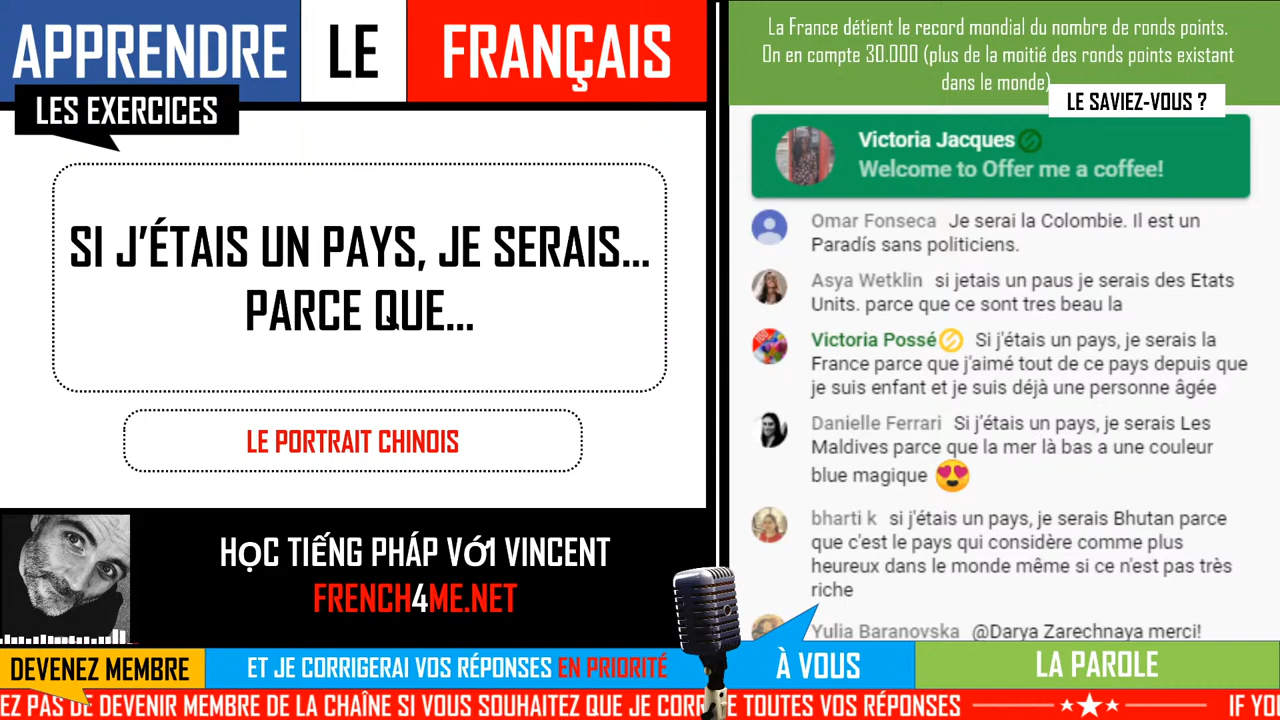 APPRENDRE LE FRANÇAIS
LES EXERCICES
SI J’ÉTAIS UN PAYS, JE SERAIS...
PARCE QUE...
LE PORTRAIT CHINOIS
HỌC TIẾNG PHÁP VỚI VINCENT
FRENCH4ME.NET
La France détient le record mondial du nombre de ronds points.
On en compte 30.000 (plus de la moitié des ronds points existant
dans le monde)
LE SAVIEZ-VOUS ?
Victoria Jacques
Welcome to Offer me a coffee!
Omar Fonseca Je serai la Colombie. Il est un
Paradís sans politiciens.
Asya Wetklin si jetais un paus je serais des Etats
Units. parce que ce sont tres beau la
Victoria Possé Si j'étais un pays, je serais la
France parce que j'aimé tout de ce pays depuis que
je suis enfant et je suis déjà une personne âgée
Danielle Ferrari Si j’étais un pays, je serais Les
Maldives parce que la mer là bas a une couleur
blue magique
bharti k si j'étais un pays, je serais Bhutan parce
que c'est le pays qui considère comme plus
heureux dans le monde même si ce n'est pas très
riche
Yulia Baranovska @Darya Zarechnaya merci!
DEVENEZ MEMBRE
ET JE CORRIGERAI VOS RÉPONSES EN PRIORITÉ
À VOUS
LA PAROLE
EZ PAS DE DEVENIR MEMBRE DE LA CHAÎNE SI VOUS SOUHAITEZ QUE JE CORR E TOUTES VOS RÉPONSES IF YO